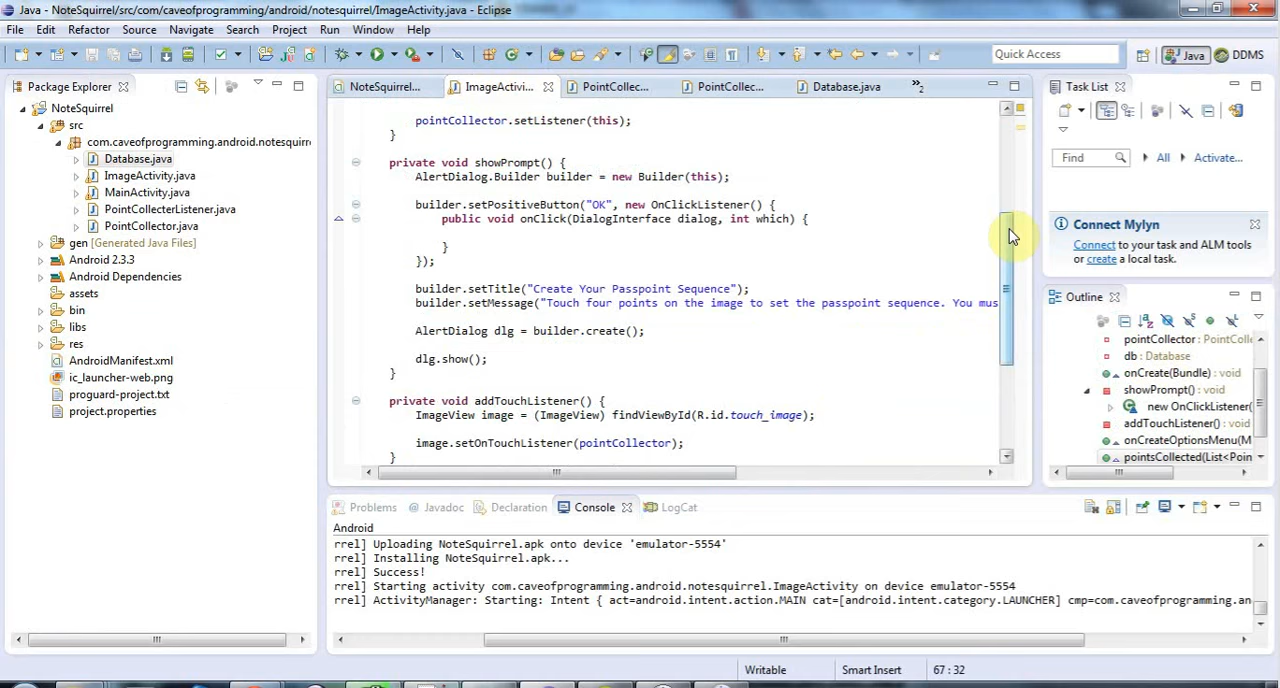 Java - NoteSquirrel/src/com/caveofprogramming/android/notesquirrel/ImageActivity.java - Eclipse
File Edit Refactor Source Navigate Search Project Run Window Help
Quick Access
Java
DDMS
Package Explorer
NoteSquirrel
src
com.caveofprogramming.android.notesquirre
Database.java
ImageActivity.java
MainActivity.java
PointCollecterListener.java
PointCollector.java
gen [Generated Java Files]
Android 2.3.3
Android Dependencies
assets
bin
libs
res
AndroidManifest.xml
ic_launcher-web.png
proguard-project.txt
project.properties
NoteSquirrel...
ImageActivi...
PointCollec...
PointCollec...
Database.java
»2
pointCollector.setListener(this);
}
private void showPrompt() {
AlertDialog.Builder builder = new Builder(this);
builder.setPositiveButton("OK", new OnClickListener() {
public void onClick(DialogInterface dialog, int which) {
}
});
builder.setTitle("Create Your Passpoint Sequence");
builder.setMessage("Touch four points on the image to set the passpoint sequence. You mus
AlertDialog dlg = builder.create();
dlg.show();
}
private void addTouchListener() {
ImageView image = (ImageView) findViewById(R.id.touch_image);
image.setOnTouchListener(pointCollector);
}
Task List
Find
All
Activate...
Connect Mylyn
Connect to your task and ALM tools
or create a local task.
Outline
pointCollector : PointColle
db : Database
onCreate(Bundle) : void
showPrompt() : void
new OnClickListener(
addTouchListener() : void
onCreateOptionsMenu(M
pointsCollected(List<Poin
Problems
@ Javadoc
Declaration
Console
LogCat
Android
rrel] Uploading NoteSquirrel.apk onto device 'emulator-5554'
rrel] Installing NoteSquirrel.apk...
rrel] Success!
rrel] Starting activity com.caveofprogramming.android.notesquirrel.ImageActivity on device emulator-5554
rrel] ActivityManager: Starting: Intent { act=android.intent.action.MAIN cat=[android.intent.category.LAUNCHER] cmp=com.caveofprogramming.an
Writable
Smart Insert
67 : 32